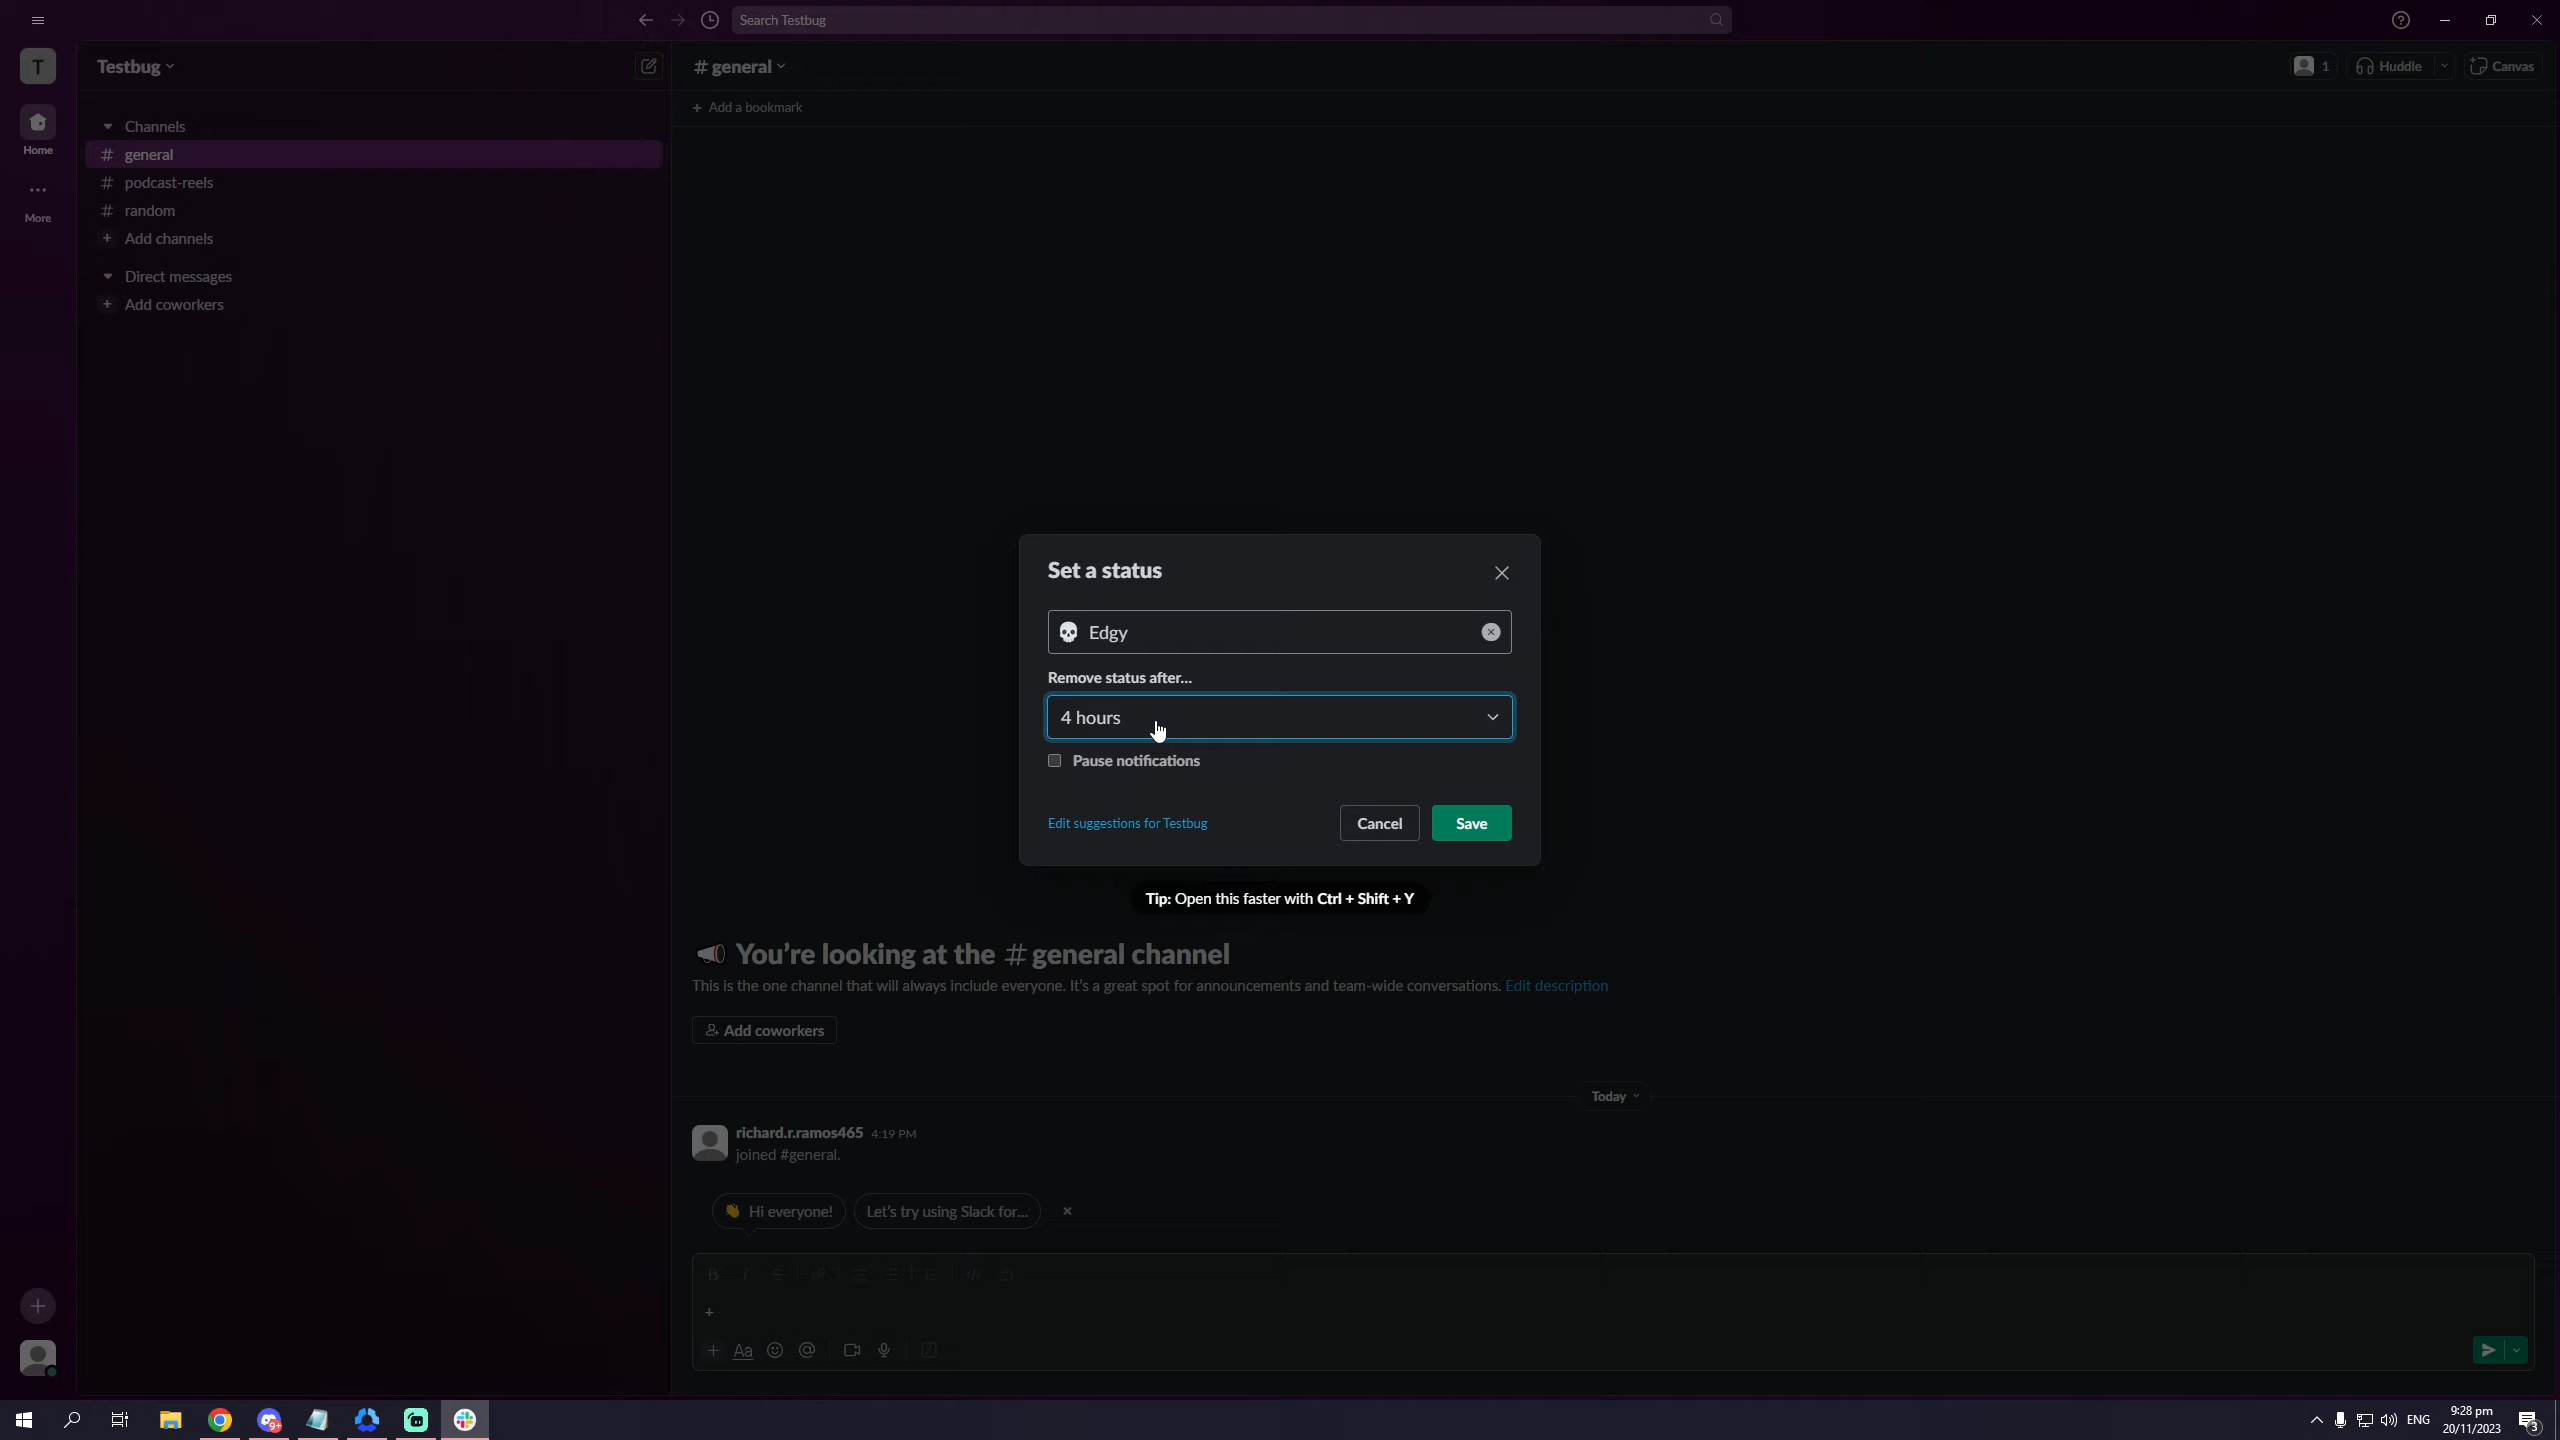 Search Testbug
T
Testbug
# general
1
Huddle
Canvas
Add a bookmark
Home
More
Channels
# general
# podcast-reels
# random
+ Add channels
Direct messages
+ Add coworkers
Set a status
Edgy
Remove status after...
4 hours
Pause notifications
Edit suggestions for Testbug
Cancel
Save
Tip: Open this faster with Ctrl + Shift + Y
You're looking at the # general channel
This is the one channel that will always include everyone. It's a great spot for announcements and team-wide conversations. Edit description
Add coworkers
Today
richard.r.ramos465 4:19 PM
joined #general.
Hi everyone!
Let's try using Slack for...
B I S
Aa
9+
ENG
9:28 pm
20/11/2023
3